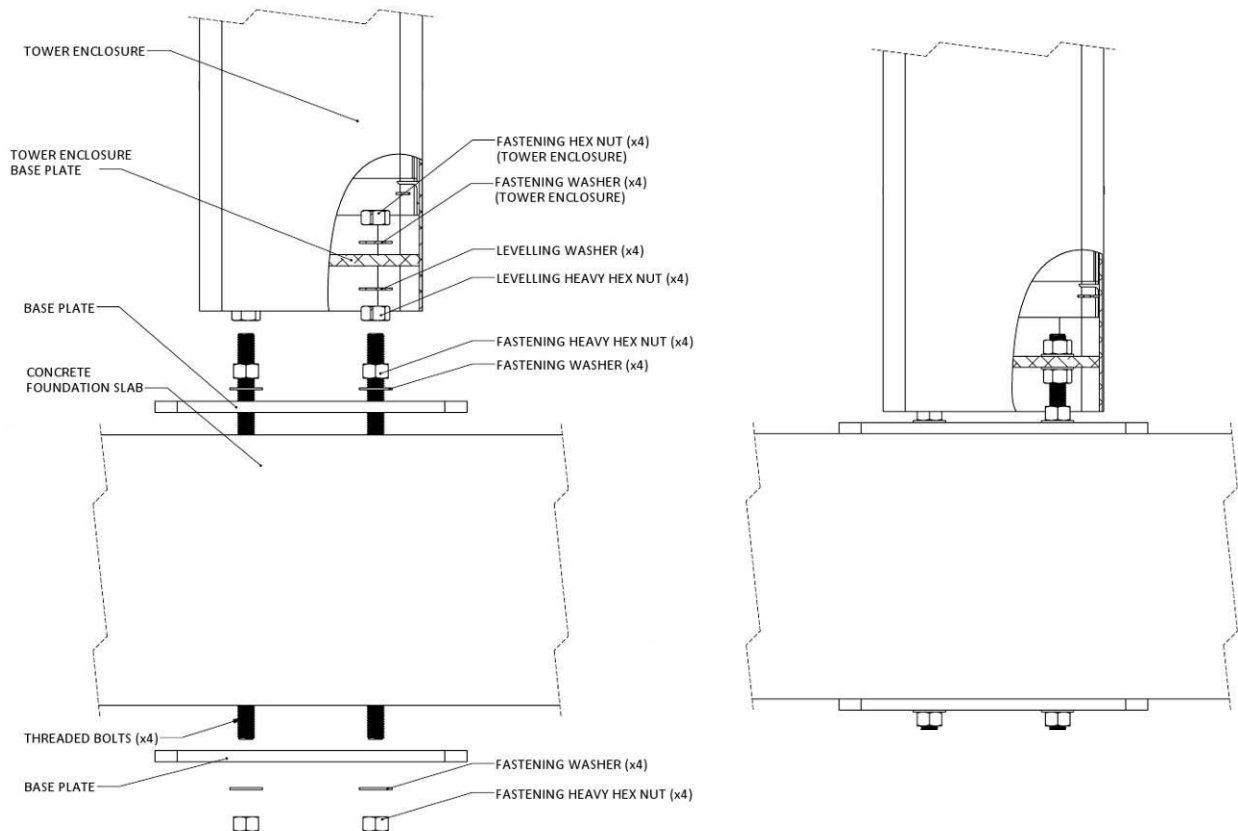 TOWER ENCLOSURE
TOWER ENCLOSURE
BASE PLATE
BASE PLATE
CONCRETE
FOUNDATION SLAB
THREADED BOLTS (x4)
BASE PLATE
FASTENING HEX NUT (x4)
(TOWER ENCLOSURE)
FASTENING WASHER (x4)
(TOWER ENCLOSURE)
LEVELLING WASHER (x4)
LEVELLING HEAVY HEX NUT (x4)
FASTENING HEAVY HEX NUT (x4)
FASTENING WASHER (x4)
FASTENING WASHER (x4)
FASTENING HEAVY HEX NUT (x4)